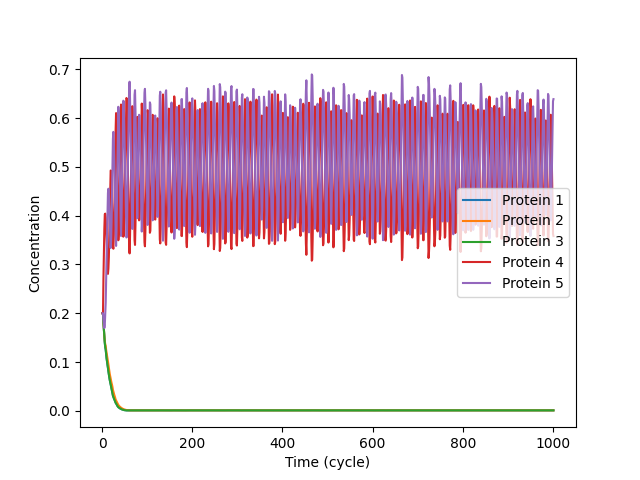 0.7
0.6
0.5
0.4
0.3
0.2
0.1
0.0
Concentration
Protein 1
Protein 2
Protein 3
Protein 4
Protein 5
0
200
400
600
800
1000
Time (cycle)